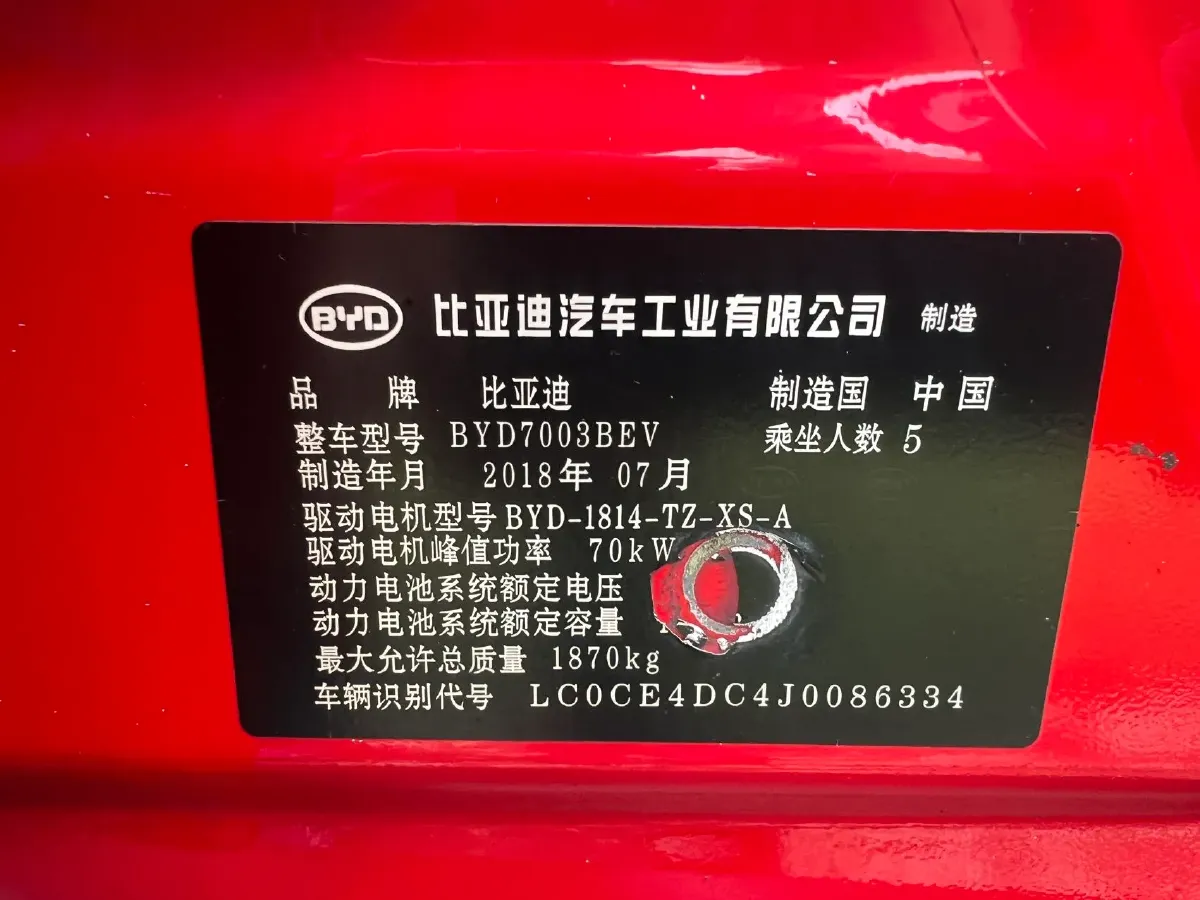 BYD 比亚迪汽车工业有限公司 制造
品 牌 比亚迪 制造国 中国
整车型号 BYD7003BEV 乘坐人数 5
制造年月 2018年 07月
驱动电机型号 BYD-1814-TZ-XS-A
驱动电机峰值功率 70kW
动力电池系统额定电压
动力电池系统额定容量
最大允许总质量 1870kg
车辆识别代号 LC0CE4DC4J0086334